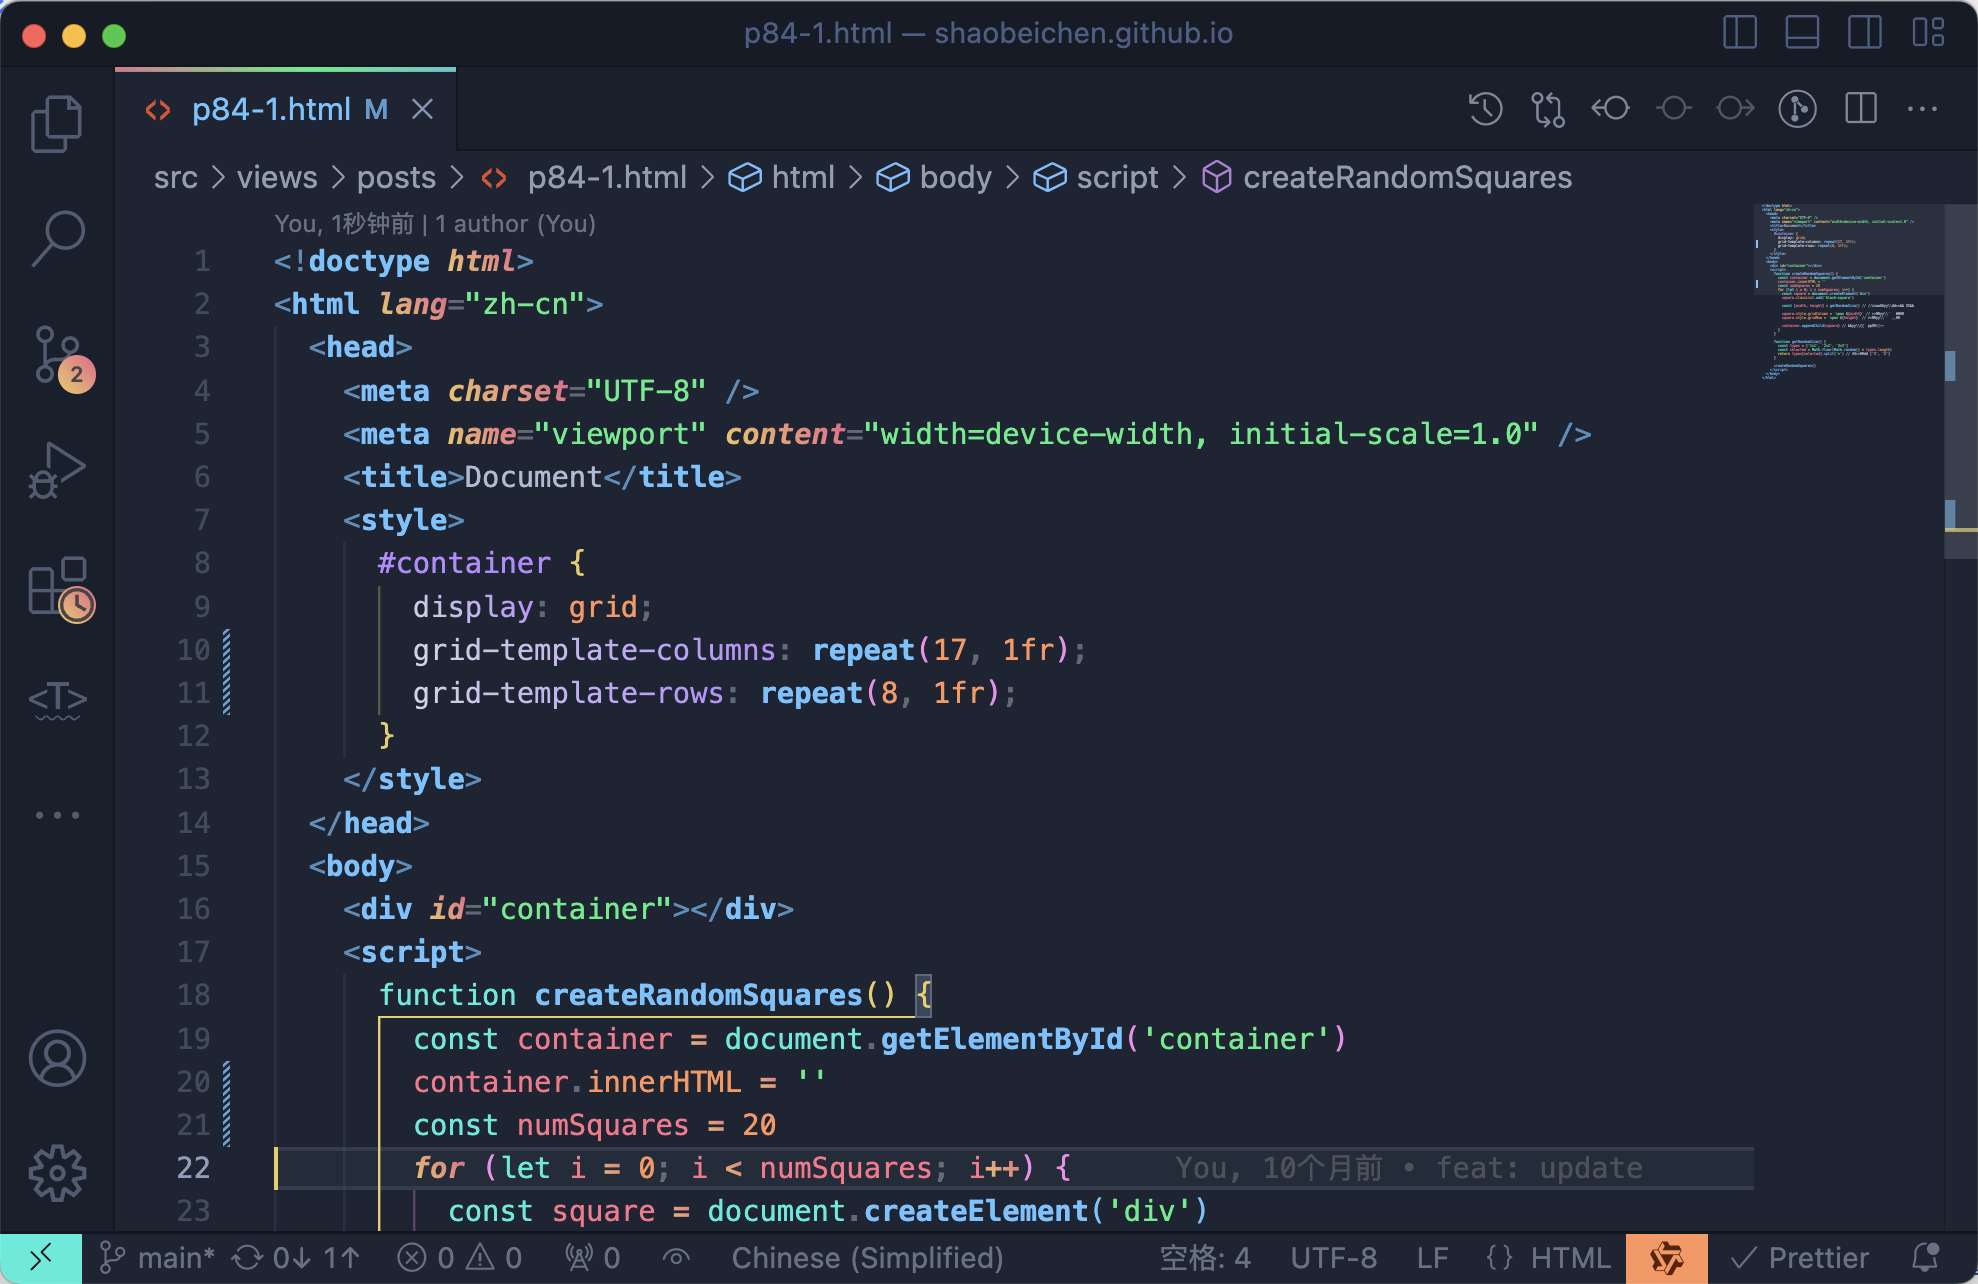 p84-1.html — shaobeichen.github.io
p84-1.html M
src > views > posts > p84-1.html > html > body > script > createRandomSquares
You, 1秒钟前 | 1 author (You)
1 <!doctype html>
2 <html lang="zh-cn">
3 <head>
4 <meta charset="UTF-8" />
5 <meta name="viewport" content="width=device-width, initial-scale=1.0" />
6 <title>Document</title>
7 <style>
8 #container {
9 display: grid;
10 grid-template-columns: repeat(17, 1fr);
11 grid-template-rows: repeat(8, 1fr);
12 }
13 </style>
14 </head>
15 <body>
16 <div id="container"></div>
17 <script>
18 function createRandomSquares() {
19 const container = document.getElementById('container')
20 container.innerHTML = ''
21 const numSquares = 20
22 for (let i = 0; i < numSquares; i++) { You, 10个月前 • feat: update
23 const square = document.createElement('div')
2
<T>
main* 0↓ 1↑ 0 0 0 Chinese (Simplified) 空格: 4 UTF-8 LF {} HTML Prettier